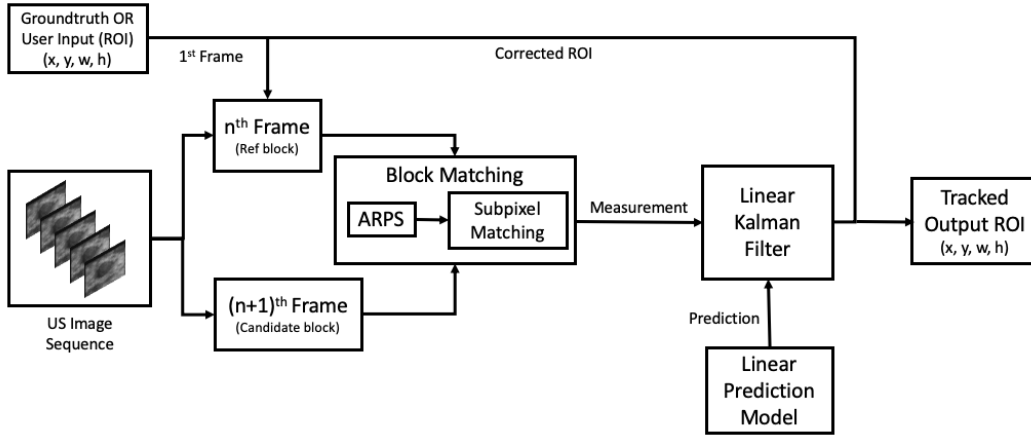 Groundtruth OR
User Input (ROI)
(x, y, w, h)
1st Frame
Corrected ROI
nth Frame
(Ref block)
Block Matching
ARPS
Subpixel
Matching
Measurement
Linear
Kalman
Filter
Tracked
Output ROI
(x, y, w, h)
US Image
Sequence
(n+1)th Frame
(Candidate block)
Prediction
Linear
Prediction
Model